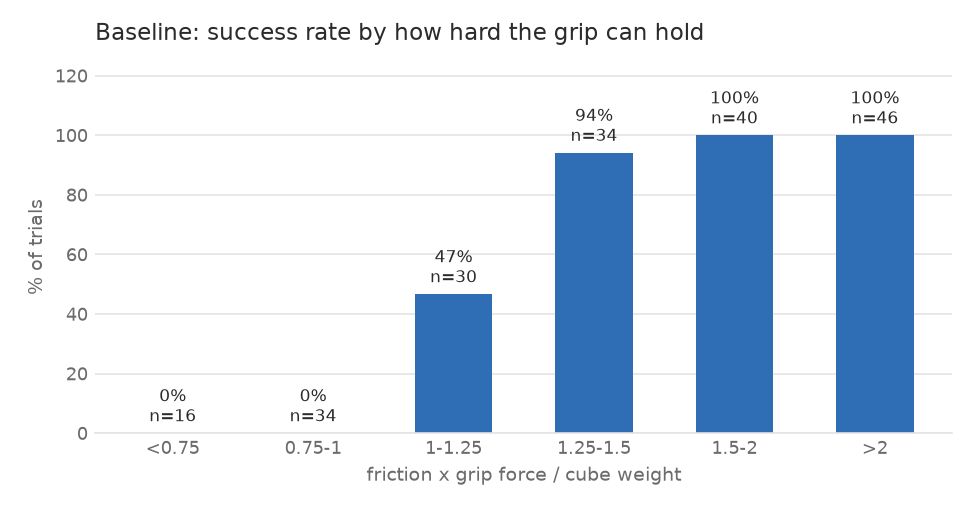 Baseline: success rate by how hard the grip can hold
% of trials
120
100
80
60
40
20
0
0%
n=16
0%
n=34
47%
n=30
94%
n=34
100%
n=40
100%
n=46
<0.75
0.75-1
1-1.25
1.25-1.5
1.5-2
>2
friction x grip force / cube weight